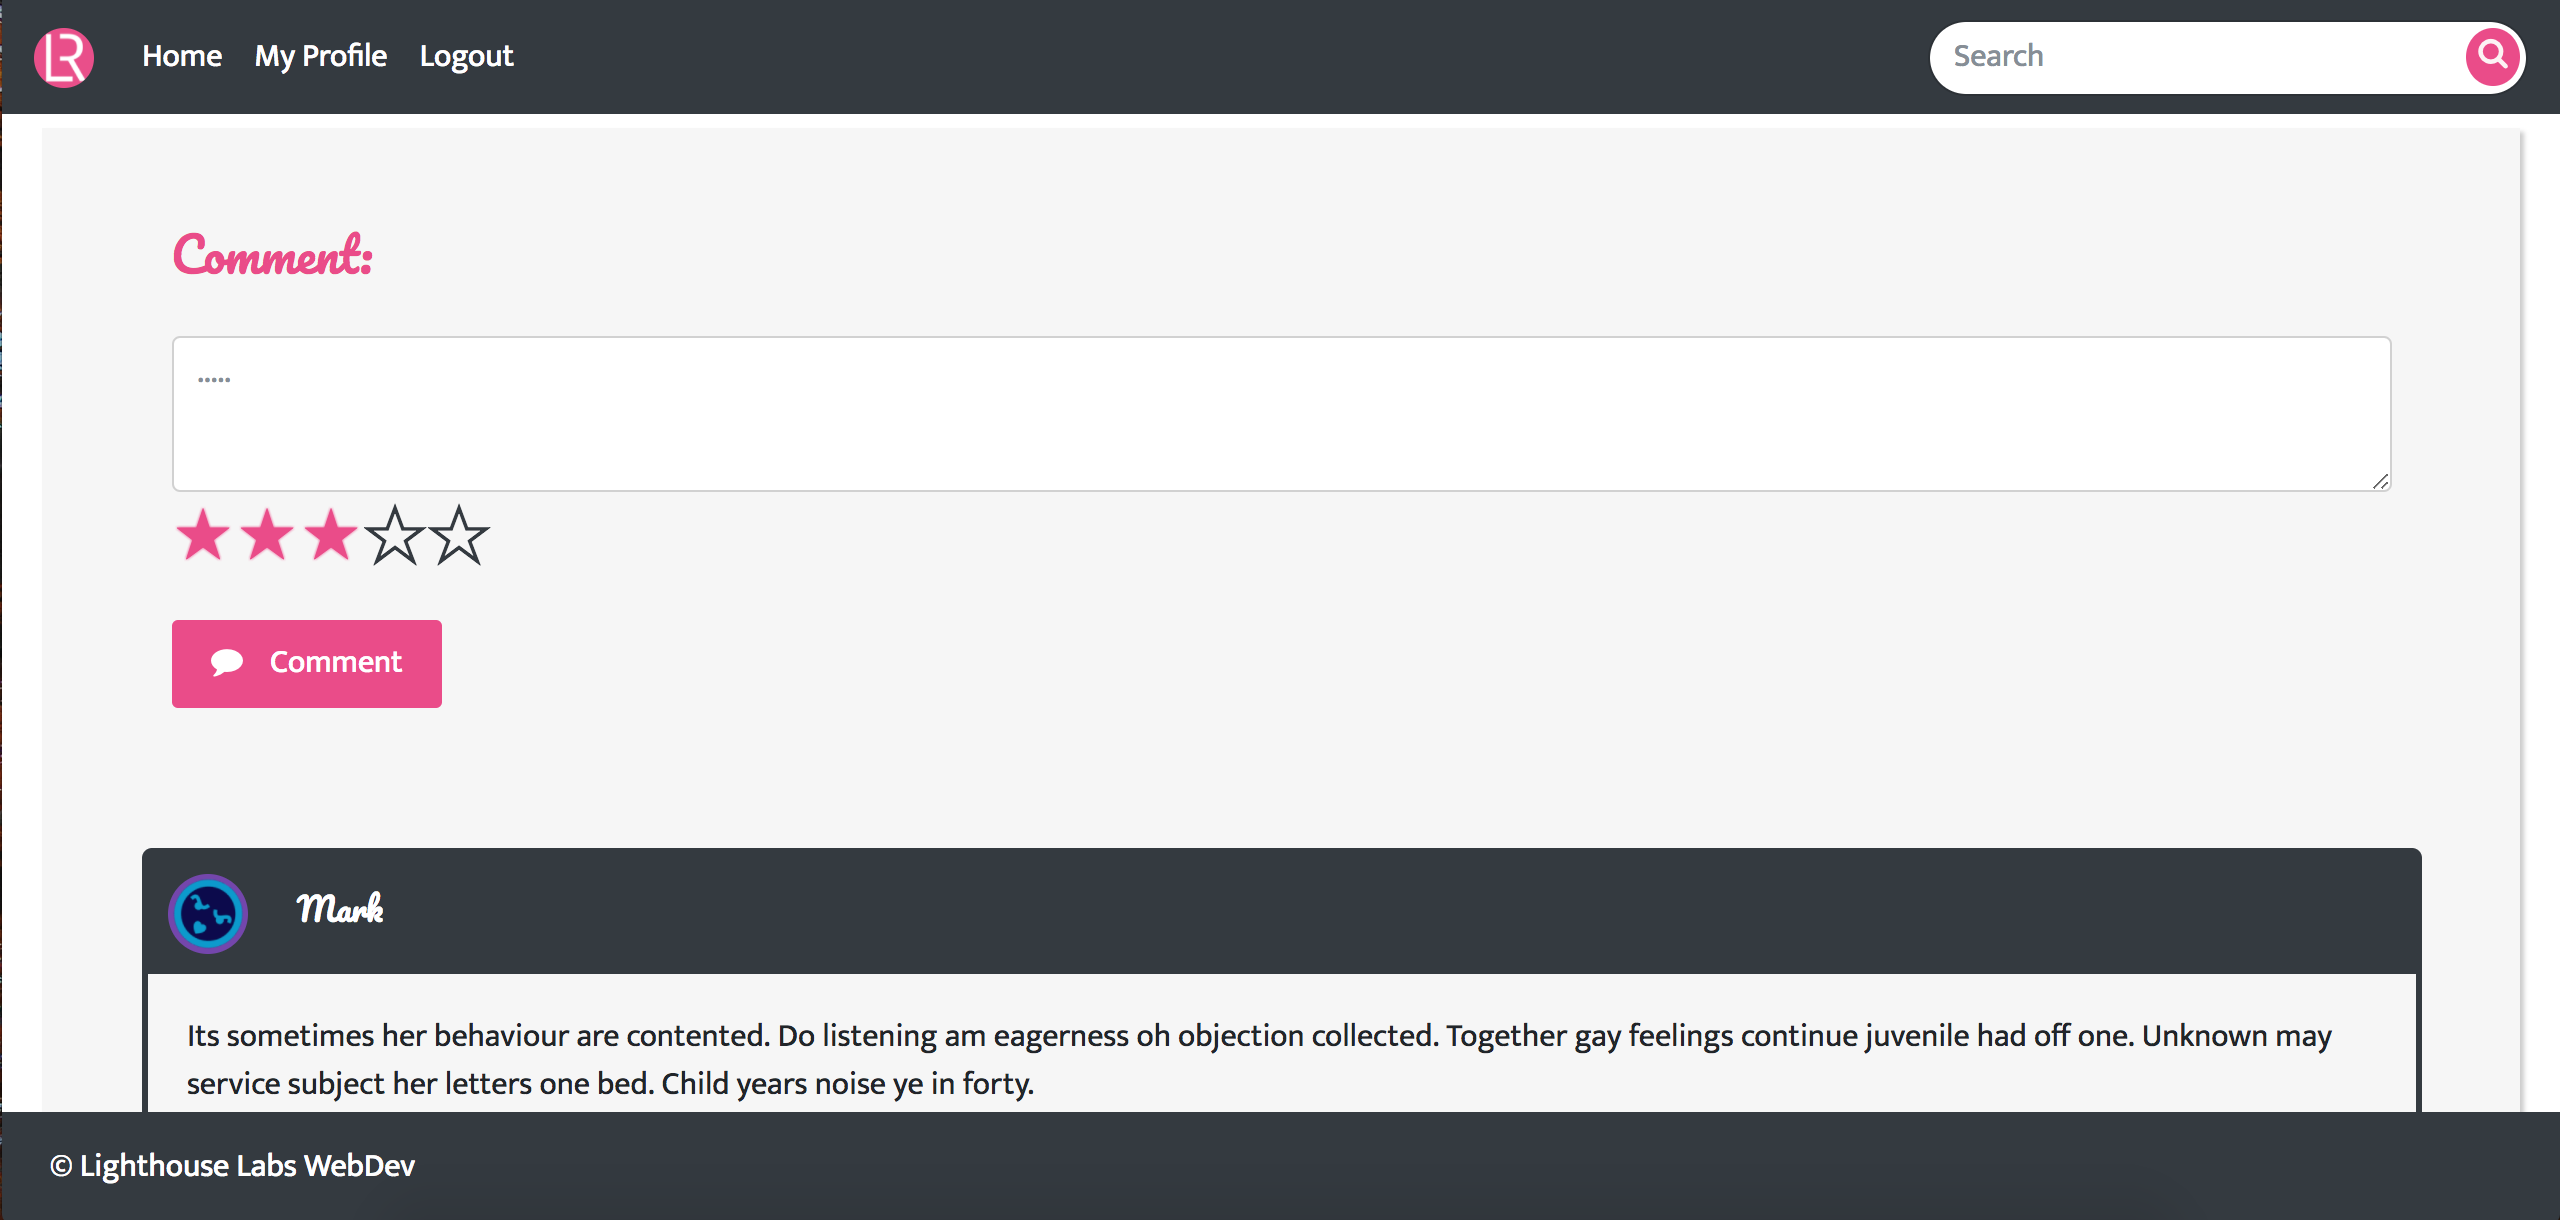 LR Home My Profile Logout Search
Comment:
.....
Comment
Mark
Its sometimes her behaviour are contented. Do listening am eagerness oh objection collected. Together gay feelings continue juvenile had off one. Unknown may
service subject her letters one bed. Child years noise ye in forty.
© Lighthouse Labs WebDev